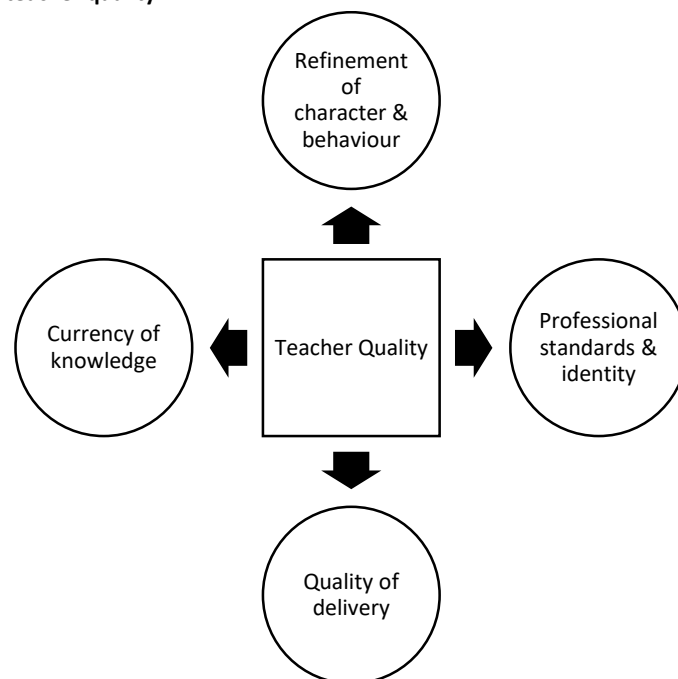 Refinement
of
character &
behaviour
Currency of
knowledge
Teacher Quality
Professional
standards &
identity
Quality of
delivery